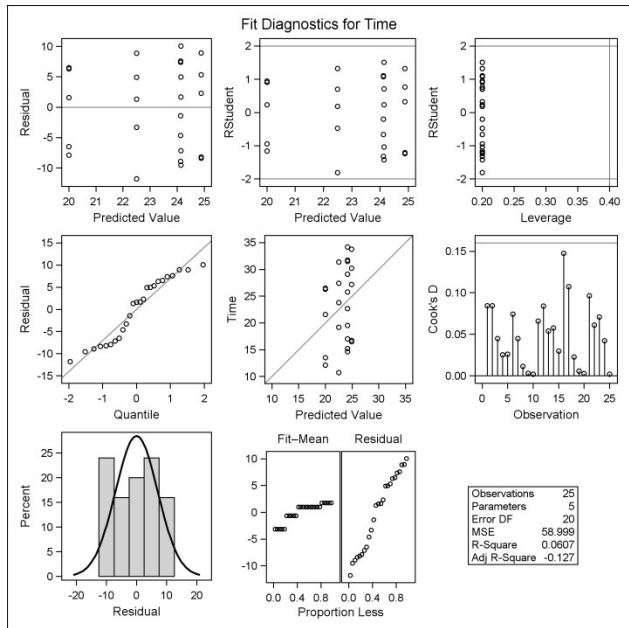 Fit Diagnostics for Time
Residual
10
5
0
-5
-10
20 21 22 23 24 25
Predicted Value
RStudent
2
1
0
-1
-2
20 21 22 23 24 25
Predicted Value
RStudent
2
1
0
-1
-2
0.20 0.25 0.30 0.35 0.40
Leverage
Residual
15
10
5
0
-5
-10
-15
-2 -1 0 1 2
Quantile
Time
35
30
25
20
15
10
10 15 20 25 30 35
Predicted Value
Cook's D
0.15
0.10
0.05
0.00
0 5 10 15 20 25
Observation
Percent
25
20
15
10
5
0
-20 -10 0 10 20
Residual
Fit–Mean Residual
10
5
0
-5
-10
0.0 0.4 0.8 0.0 0.4 0.8
Proportion Less
Observations 25
Parameters 5
Error DF 20
MSE 58.999
R-Square 0.0607
Adj R-Square -0.127